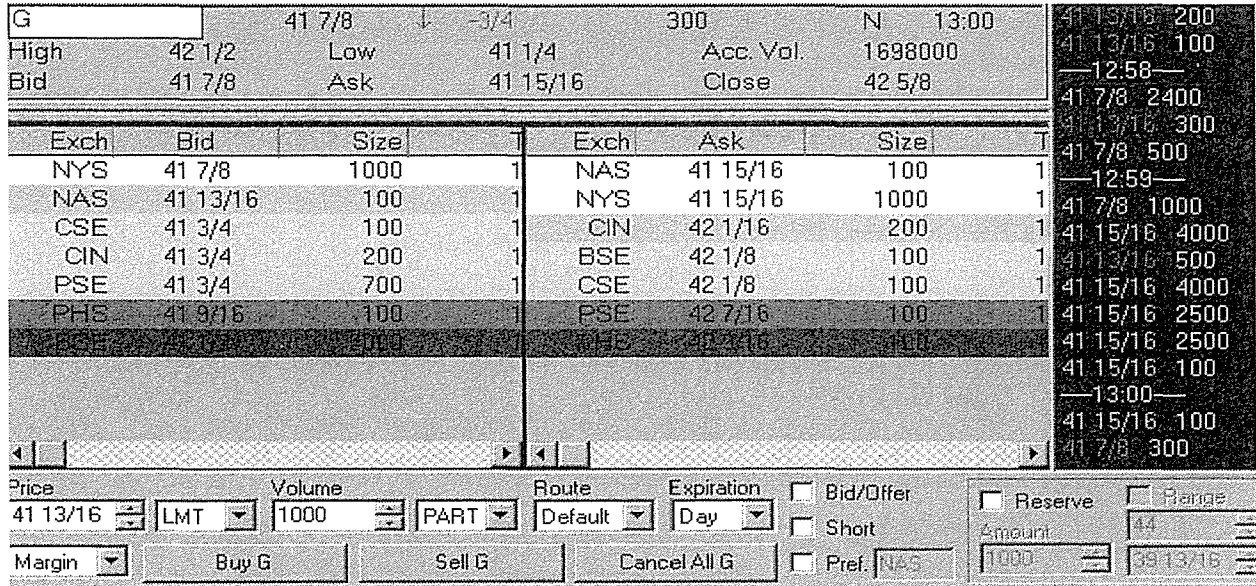 G 41 7/8 ↓ -3/4 300 N 13:00
High 42 1/2 Low 41 1/4 Acc. Vol. 1698000
Bid 41 7/8 Ask 41 15/16 Close 42 5/8
Exch Bid Size T Exch Ask Size T
NYS 41 7/8 1000 1 NAS 41 15/16 100 1
NAS 41 13/16 100 1 NYS 41 15/16 1000 1
CSE 41 3/4 100 1 CIN 42 1/16 200 1
CIN 41 3/4 200 1 BSE 42 1/8 100 1
PSE 41 3/4 700 1 CSE 42 1/8 100 1
PHS 41 9/16 100 1 PSE 42 7/16 100 1
41 13/16 200
41 13/16 100
12:58
41 7/8 2400
41 13/16 300
41 7/8 500
12:59
41 7/8 1000
41 15/16 4000
41 13/16 500
41 15/16 4000
41 15/16 2500
41 15/16 2500
41 15/16 100
13:00
41 15/16 100
41 7/8 300
Price Volume Route Expiration
41 13/16 LMT 1000 PART Default Day
Margin Buy G Sell G Cancel All G
Bid/Offer
Short
Pref. NAS
Reserve Range
Amount 44
1000 39 13/16